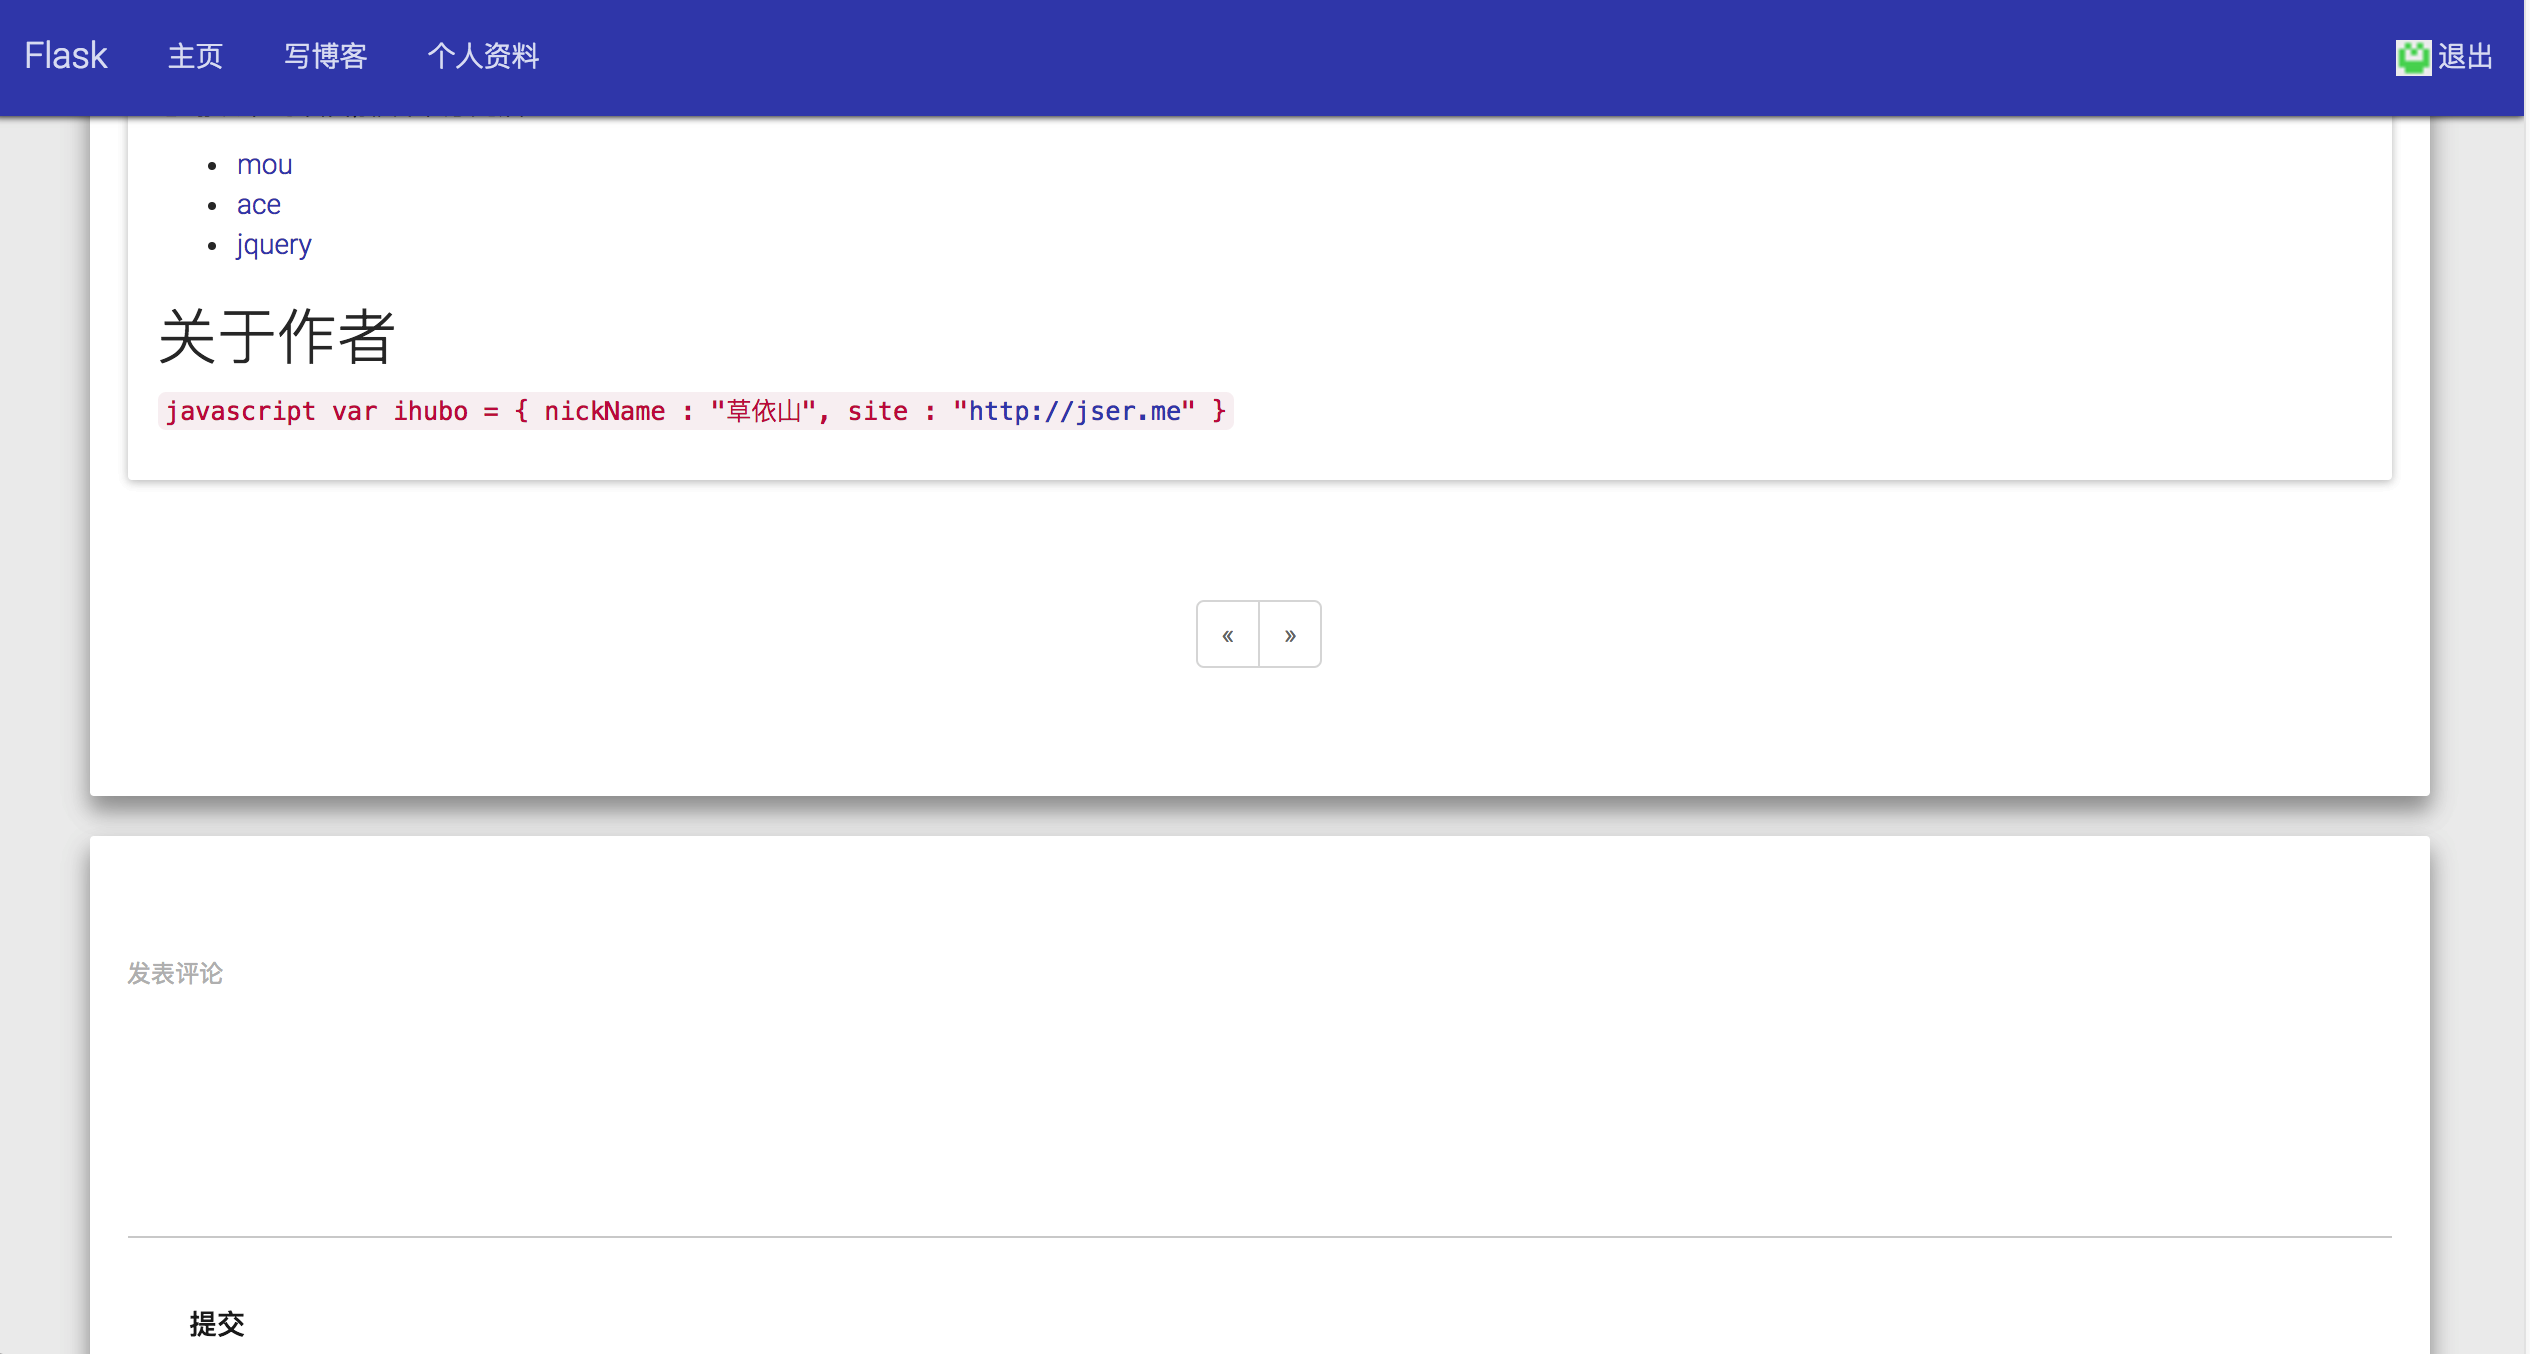 Flask 主页 写博客 个人资料 退出
mou
ace
jquery
关于作者
javascript var ihubo = { nickName : "草依山", site : "http://jser.me" }
« »
发表评论
提交